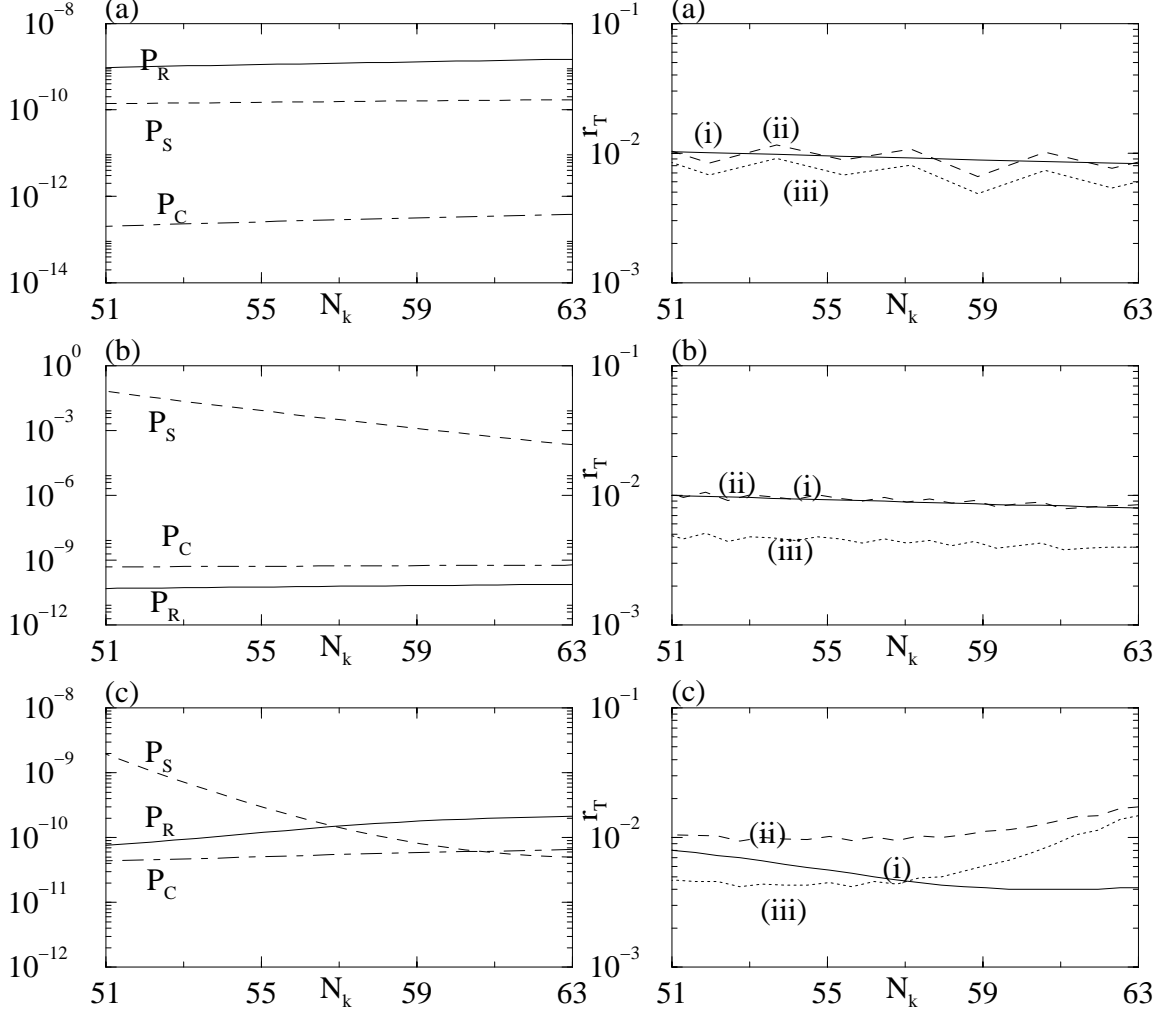 (a)
10⁻⁸
P_R
10⁻¹⁰
P_S
10⁻¹²
P_C
10⁻¹⁴
51 55 N_k 59 63
(a)
10⁻¹
r_T
(i) (ii)
10⁻²
(iii)
10⁻³
51 55 N_k 59 63
(b)
10⁰
10⁻³
P_S
10⁻⁶
P_C
10⁻⁹
P_R
10⁻¹²
51 55 N_k 59 63
(b)
10⁻¹
r_T
(ii) (i)
10⁻²
(iii)
10⁻³
51 55 N_k 59 63
(c)
10⁻⁸
P_S
10⁻⁹
P_R
10⁻¹⁰
P_C
10⁻¹¹
10⁻¹²
51 55 N_k 59 63
(c)
10⁻¹
r_T
10⁻²
(ii)
(i)
(iii)
10⁻³
51 55 N_k 59 63